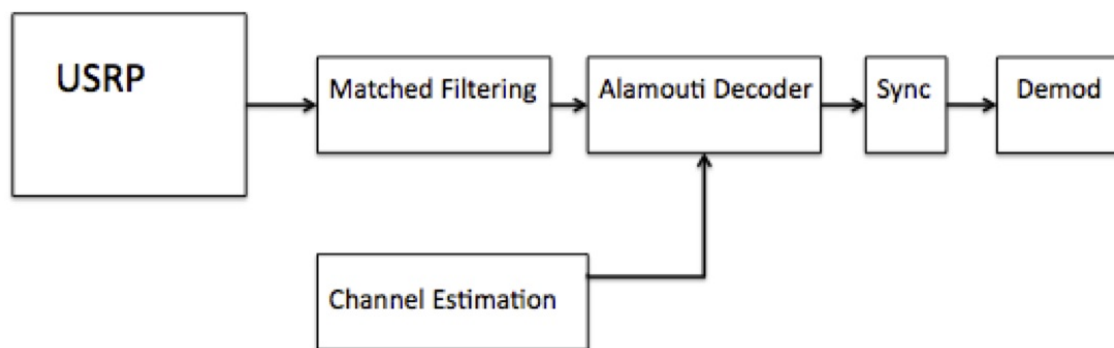 USRP
Matched Filtering
Alamouti Decoder
Sync
Demod
Channel Estimation